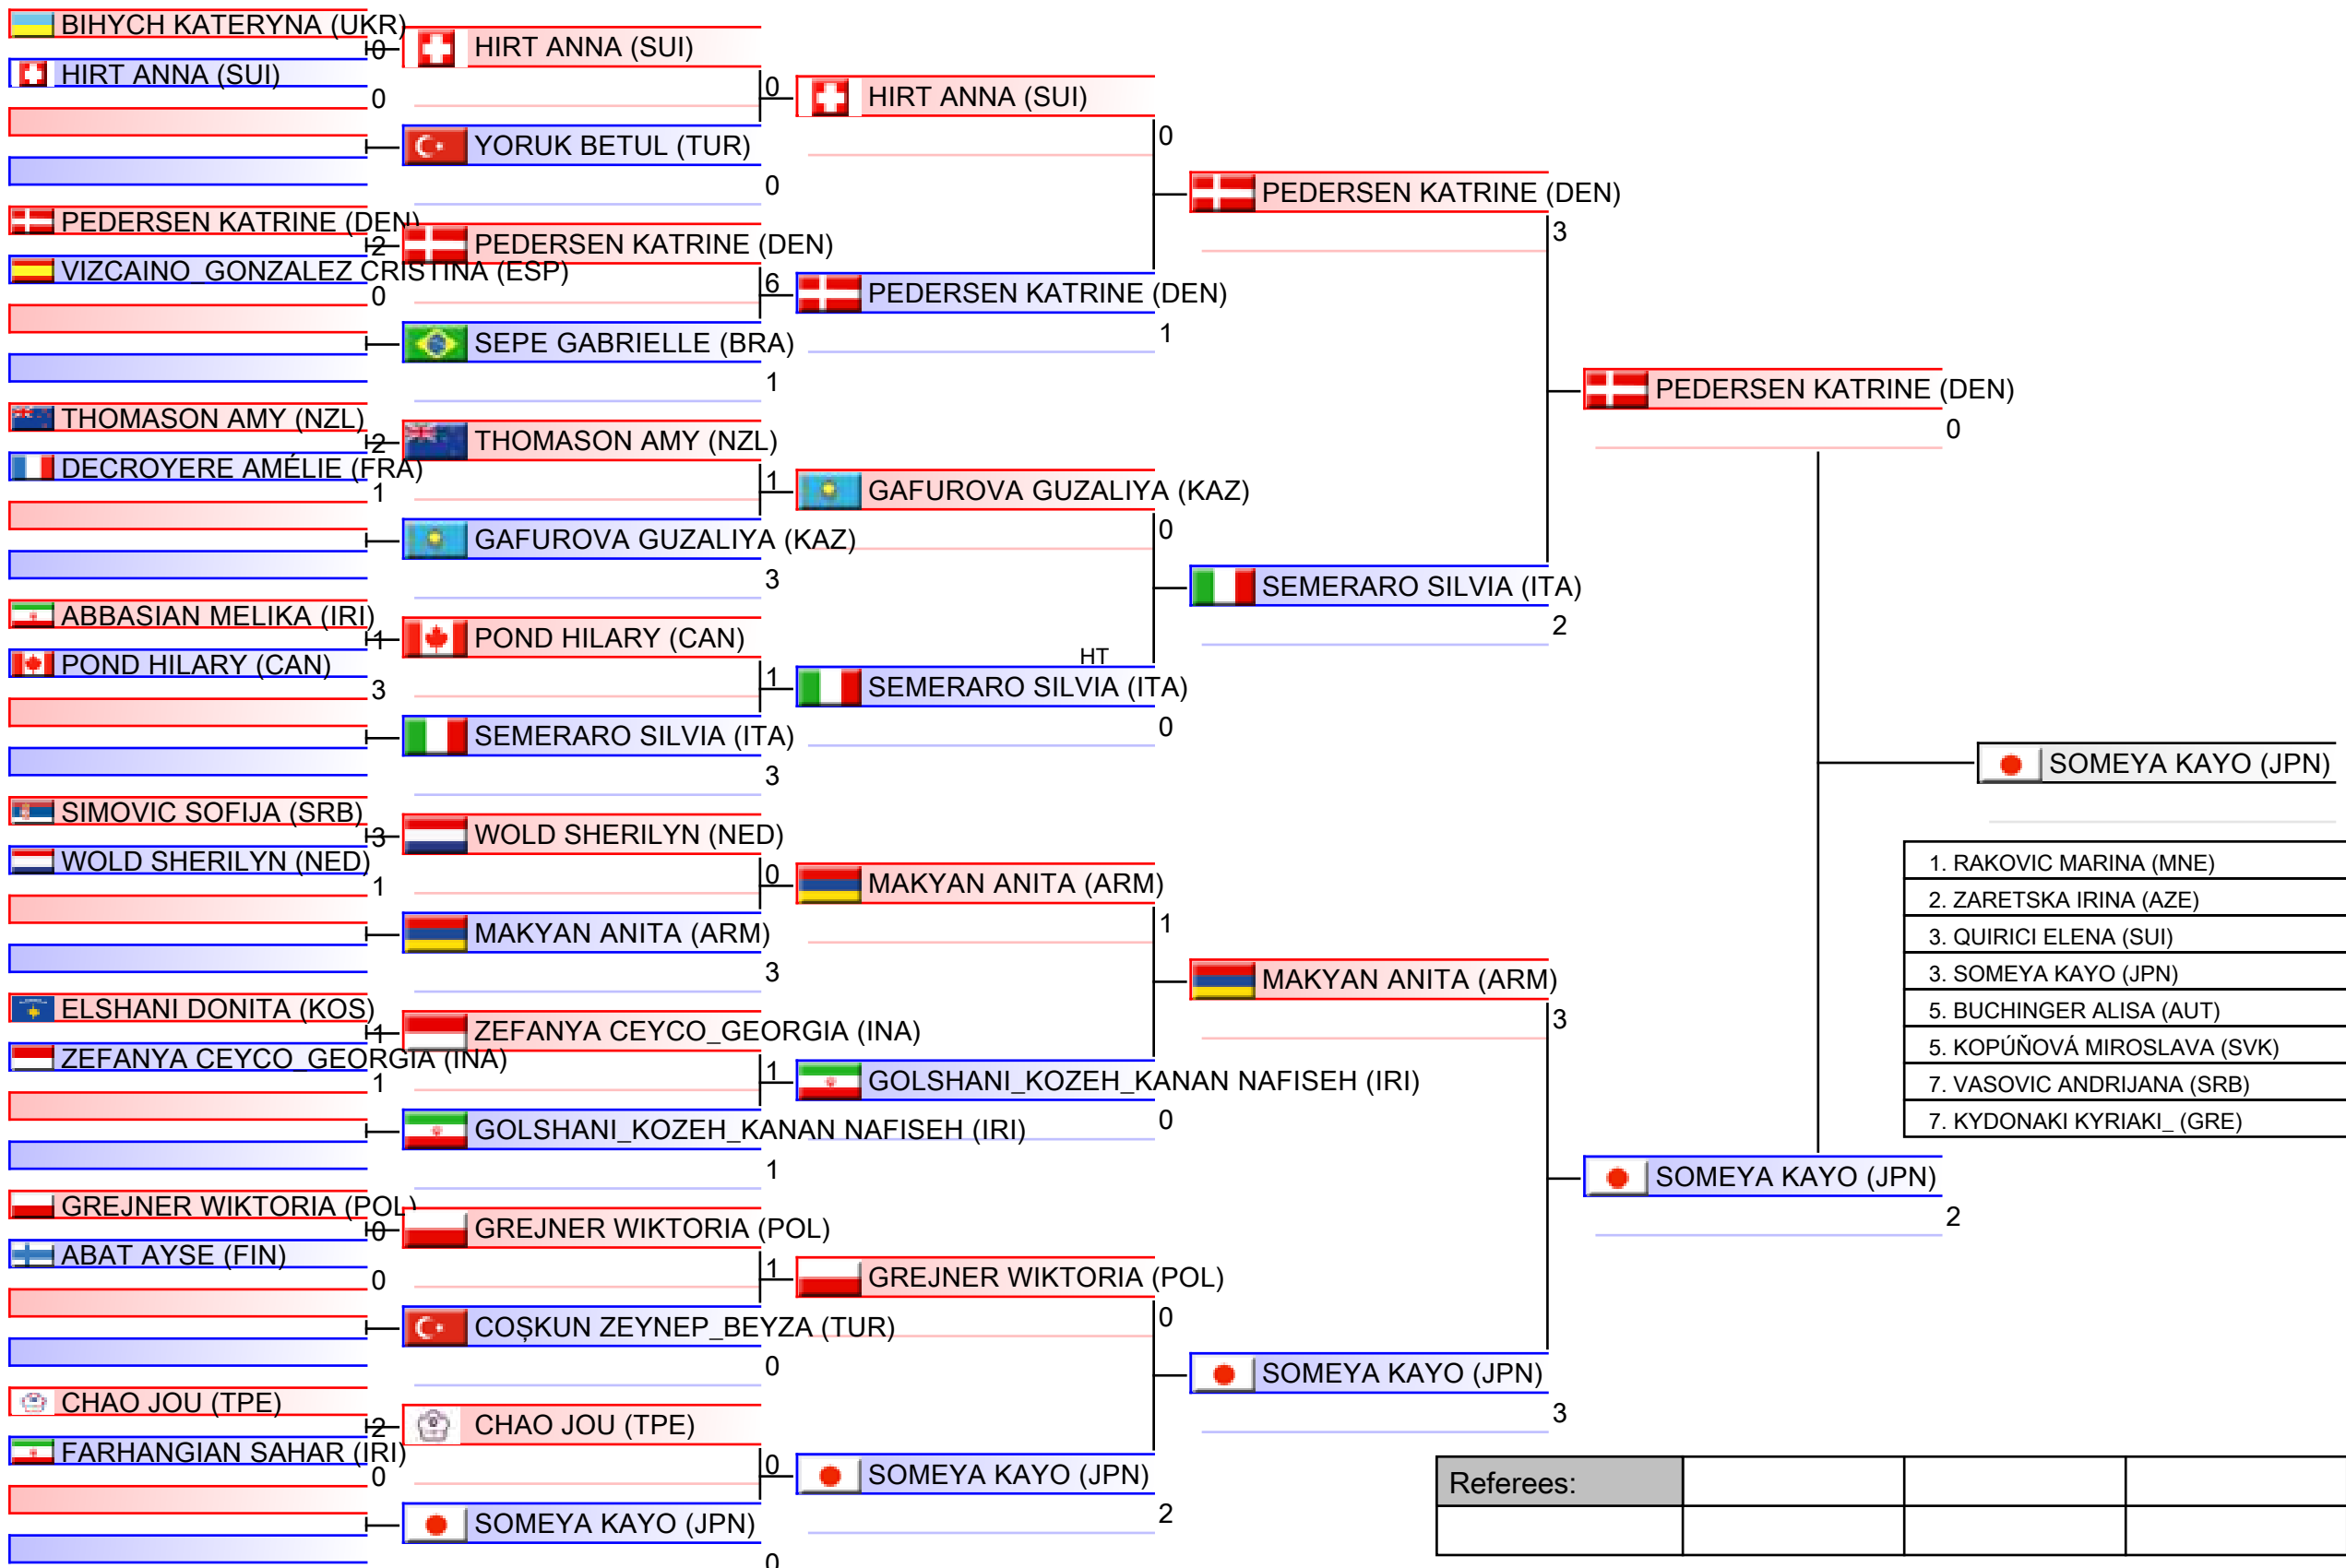 BIHYCH KATERYNA (UKR)
0
HIRT ANNA (SUI)
0
PEDERSEN KATRINE (DEN)
2
VIZCAINO_GONZALEZ CRISTINA (ESP)
0
THOMASON AMY (NZL)
2
DECROYERE AMÉLIE (FRA)
1
ABBASIAN MELIKA (IRI)
1
POND HILARY (CAN)
3
SIMOVIC SOFIJA (SRB)
3
WOLD SHERILYN (NED)
1
ELSHANI DONITA (KOS)
1
ZEFANYA CEYCO_GEORGIA (INA)
1
GREJNER WIKTORIA (POL)
0
ABAT AYSE (FIN)
0
CHAO JOU (TPE)
2
FARHANGIAN SAHAR (IRI)
0
HIRT ANNA (SUI)
0
YORUK BETUL (TUR)
0
PEDERSEN KATRINE (DEN)
6
SEPE GABRIELLE (BRA)
1
THOMASON AMY (NZL)
1
GAFUROVA GUZALIYA (KAZ)
3
POND HILARY (CAN)
1
SEMERARO SILVIA (ITA)
3
WOLD SHERILYN (NED)
0
MAKYAN ANITA (ARM)
3
ZEFANYA CEYCO_GEORGIA (INA)
1
GOLSHANI_KOZEH_KANAN NAFISEH (IRI)
1
GREJNER WIKTORIA (POL)
1
COŞKUN ZEYNEP_BEYZA (TUR)
0
CHAO JOU (TPE)
0
SOMEYA KAYO (JPN)
0
HIRT ANNA (SUI)
0
PEDERSEN KATRINE (DEN)
1
GAFUROVA GUZALIYA (KAZ)
0
HT
SEMERARO SILVIA (ITA)
0
MAKYAN ANITA (ARM)
1
GOLSHANI_KOZEH_KANAN NAFISEH (IRI)
0
GREJNER WIKTORIA (POL)
0
SOMEYA KAYO (JPN)
2
PEDERSEN KATRINE (DEN)
3
SEMERARO SILVIA (ITA)
2
MAKYAN ANITA (ARM)
3
SOMEYA KAYO (JPN)
3
PEDERSEN KATRINE (DEN)
0
SOMEYA KAYO (JPN)
2
SOMEYA KAYO (JPN)
1. RAKOVIC MARINA (MNE)
2. ZARETSKA IRINA (AZE)
3. QUIRICI ELENA (SUI)
3. SOMEYA KAYO (JPN)
5. BUCHINGER ALISA (AUT)
5. KOPÚŇOVÁ MIROSLAVA (SVK)
7. VASOVIC ANDRIJANA (SRB)
7. KYDONAKI KYRIAKI_ (GRE)
Referees: